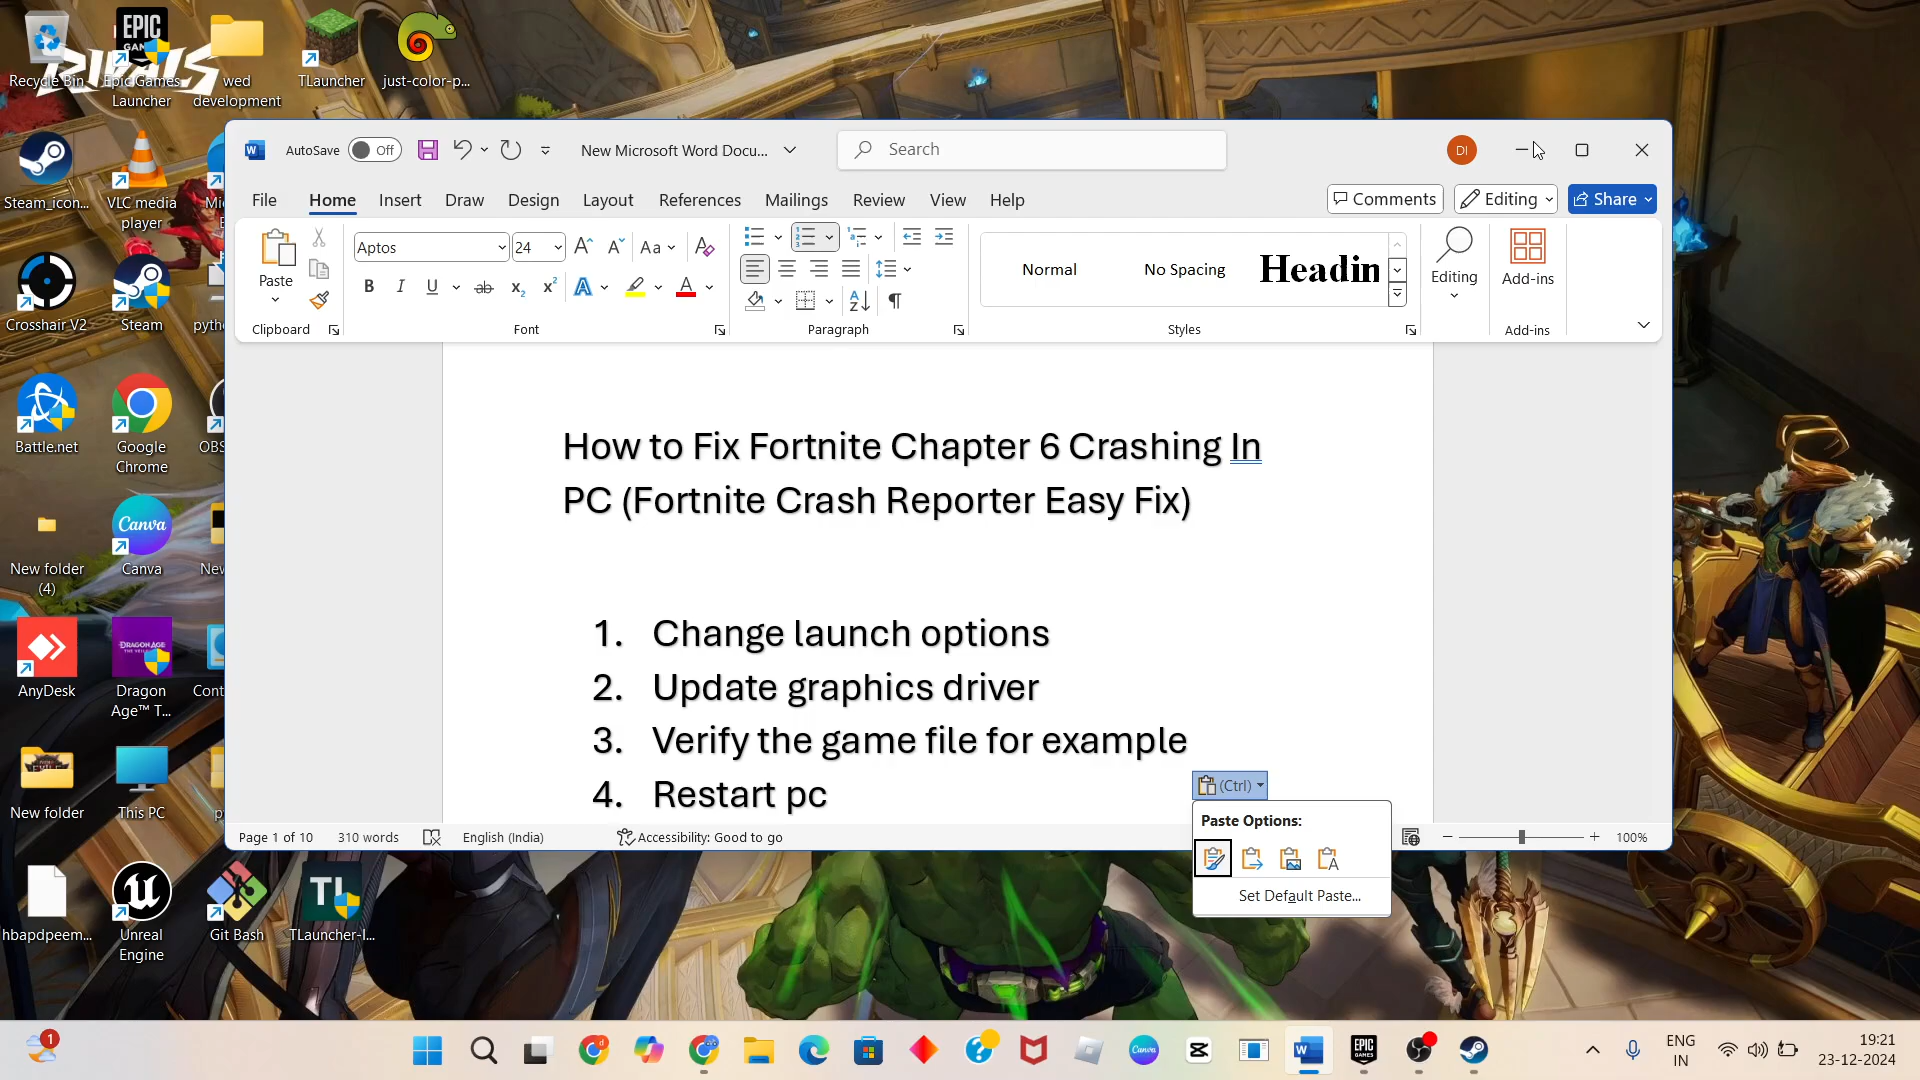 RIVALS
Recycle Bin
Epic Games
Launcher
wed
development
TLauncher
just-color-p...
AutoSave
Off
New Microsoft Word Docu...
Search
DI
Steam_icon...
VLC media
player
File
Home
Insert
Draw
Design
Layout
References
Mailings
Review
View
Help
Comments
Editing
Share
Paste
Aptos
24
Normal
No Spacing
Headin
Editing
Add-ins
Clipboard
Font
Paragraph
Styles
Add-ins
Crosshair V2
Steam
pyth
How to Fix Fortnite Chapter 6 Crashing In
PC (Fortnite Crash Reporter Easy Fix)
Battle.net
Google
Chrome
OBS
1. Change launch options
2. Update graphics driver
3. Verify the game file for example
4. Restart pc
New folder
(4)
Canva
New
AnyDesk
Dragon
Age™ T...
Cont
(Ctrl)
Paste Options:
Set Default Paste...
New folder
This PC
Page 1 of 10
310 words
English (India)
Accessibility: Good to go
100%
hbapdpeem...
Unreal
Engine
Git Bash
TLauncher-I...
1
ENG
IN
19:21
23-12-2024